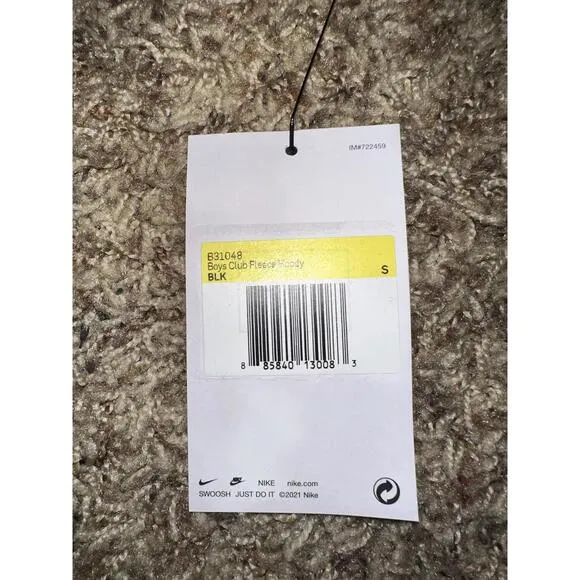 IM#722459
B31048
Boys Club Fleece Hoody
BLK S
8 85840 13008 3
NIKE nike.com
SWOOSH JUST DO IT ©2021 Nike